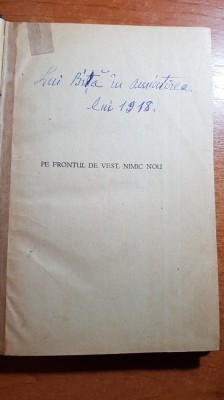 Lui Biță în amintirea
lui 1918.
PE FRONTUL DE VEST, NIMIC NOU